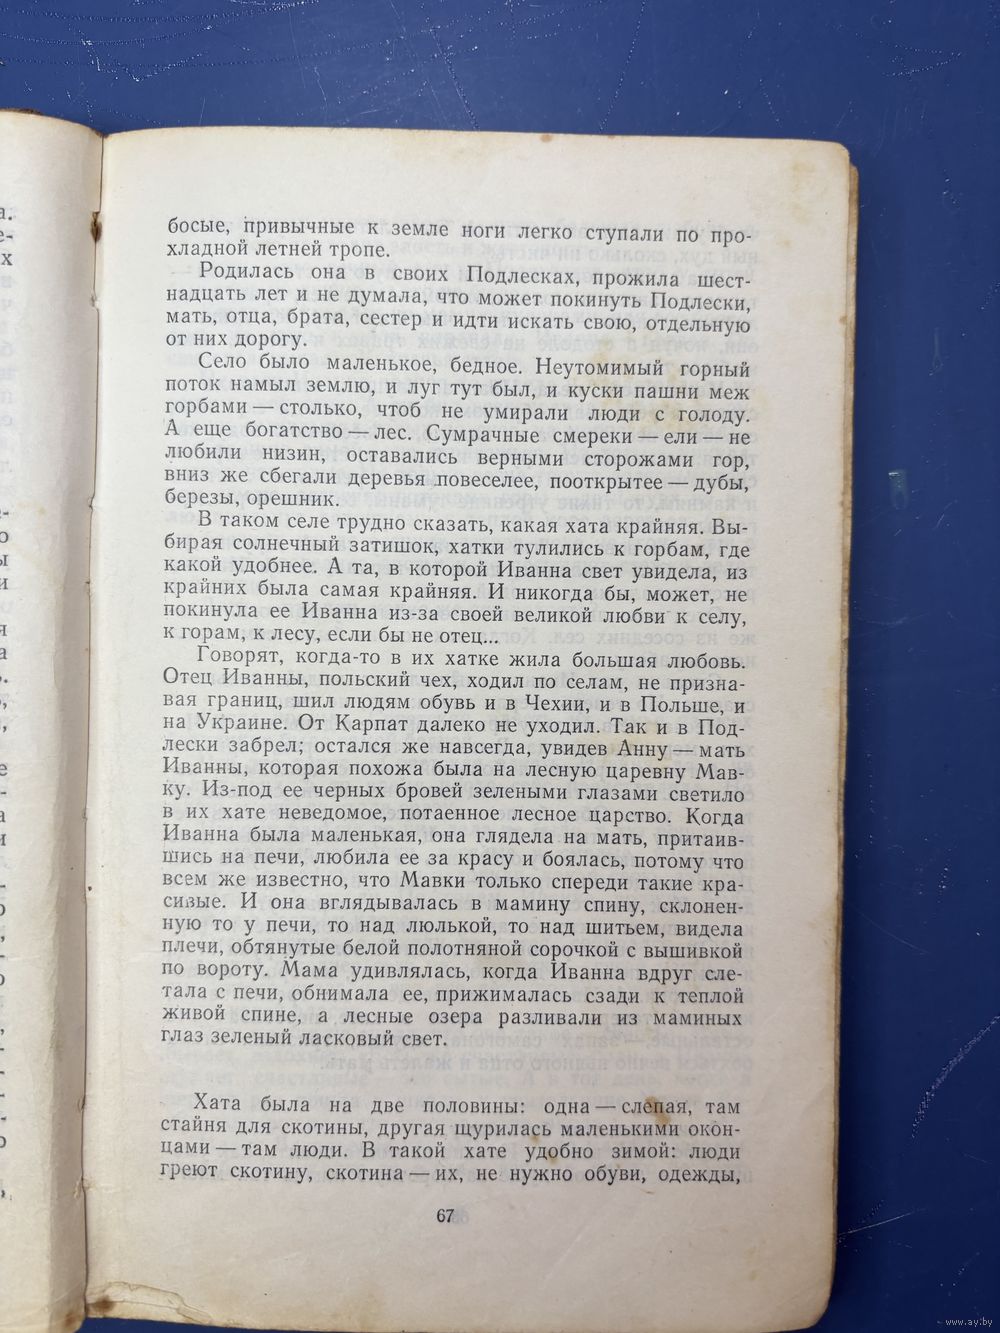 босые, привычные к земле ноги легко ступали по про-
хладной летней тропе.
Родилась она в своих Подлесках, прожила шест-
надцать лет и не думала, что может покинуть Подлески,
мать, отца, брата, сестер и идти искать свою, отдельную
от них дорогу.
Село было маленькое, бедное. Неутомимый горный
поток намыл землю, и луг тут был, и куски пашни меж
горбами — столько, чтоб не умирали люди с голоду.
А еще богатство — лес. Сумрачные смереки — ели — не
любили низин, оставались верными сторожами гор,
вниз же сбегали деревья повеселее, пооткрытее — дубы,
березы, орешник.
В таком селе трудно сказать, какая хата крайняя. Вы-
бирая солнечный затишок, хатки тулились к горбам, где
какой удобнее. А та, в которой Иванна свет увидела, из
крайних была самая крайняя. И никогда бы, может, не
покинула ее Иванна из-за своей великой любви к селу,
к горам, к лесу, если бы не отец...
Говорят, когда-то в их хатке жила большая любовь.
Отец Иванны, польский чех, ходил по селам, не призна-
вая границ, шил людям обувь и в Чехии, и в Польше, и
на Украине. От Карпат далеко не уходил. Так и в Под-
лески забрел; остался же навсегда, увидев Анну — мать
Иванны, которая похожа была на лесную царевну Мав-
ку. Из-под ее черных бровей зелеными глазами светило
в их хате неведомое, потаенное лесное царство. Когда
Иванна была маленькая, она глядела на мать, притаив-
шись на печи, любила ее за красу и боялась, потому что
всем же известно, что Мавки только спереди такие кра-
сивые. И она вглядывалась в мамину спину, склонен-
ную то у печи, то над люлькой, то над шитьем, видела
плечи, обтянутые белой полотняной сорочкой с вышивкой
по вороту. Мама удивлялась, когда Иванна вдруг сле-
тала с печи, обнимала ее, прижималась сзади к теплой
живой спине, а лесные озера разливали из маминых
глаз зеленый ласковый свет.
Хата была на две половины: одна — слепая, там
стайня для скотины, другая щурилась маленькими окон-
цами — там люди. В такой хате удобно зимой: люди
греют скотину, скотина — их, не нужно обуви, одежды,
67
www.ay.by